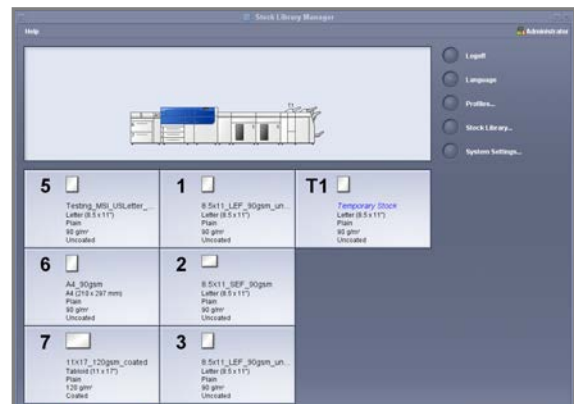 Stock Library Manager
Help
Administrator
Logoff
Language
Profiles...
Stock Library...
System Settings...
5
Testing_MSI_USLetter_...
Letter (8.5 x 11")
Plain
90 g/m²
Uncoated
1
8.5x11_LEF_90gsm_un...
Letter (8.5 x 11")
Plain
90 g/m²
Uncoated
T1
Temporary Stock
Letter (8.5 x 11")
Plain
90 g/m²
Uncoated
6
A4_90gsm
A4 (210 x 297 mm)
Plain
90 g/m²
Uncoated
2
8.5x11_SEF_90gsm
Letter (8.5 x 11")
Plain
90 g/m²
Uncoated
7
11X17_120gsm_coated
Tabloid (11 x 17")
Plain
120 g/m²
Coated
3
8.5x11_LEF_90gsm_un...
Letter (8.5 x 11")
Plain
90 g/m²
Uncoated